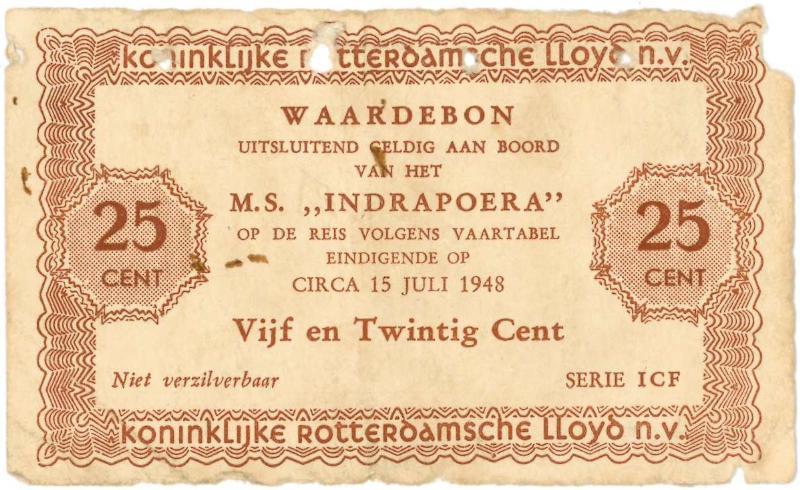 KONINKLIJKE ROTTERDAMSCHE LLOYD N.V.
WAARDEBON
UITSLUITEND GELDIG AAN BOORD
VAN HET
M.S. „INDRAPOERA”
OP DE REIS VOLGENS VAARTABEL
EINDIGENDE OP
CIRCA 15 JULI 1948
25
CENT
25
CENT
Vijf en Twintig Cent
Niet verzilverbaar
SERIE ICF
KONINKLIJKE ROTTERDAMSCHE LLOYD N.V.